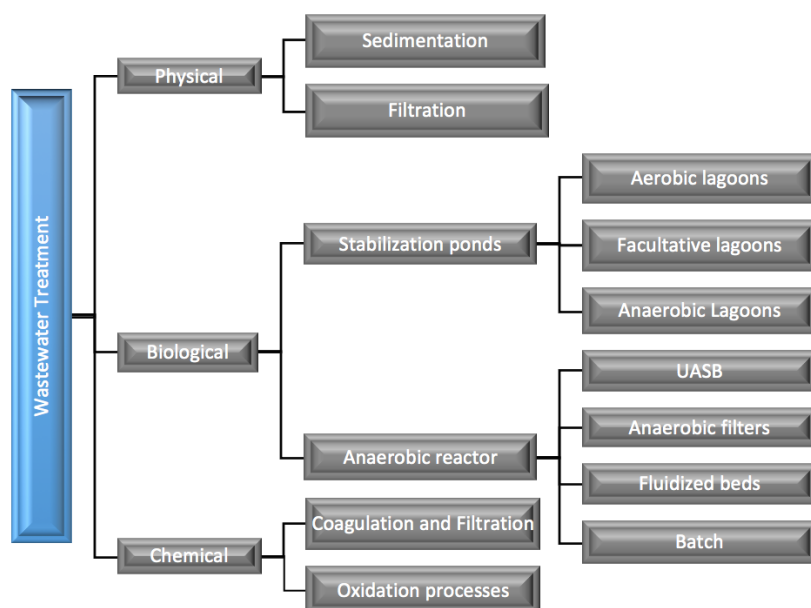 Wastewater Treatment
Physical
Sedimentation
Filtration
Biological
Stabilization ponds
Aerobic lagoons
Facultative lagoons
Anaerobic Lagoons
Anaerobic reactor
UASB
Anaerobic filters
Fluidized beds
Batch
Chemical
Coagulation and Filtration
Oxidation processes